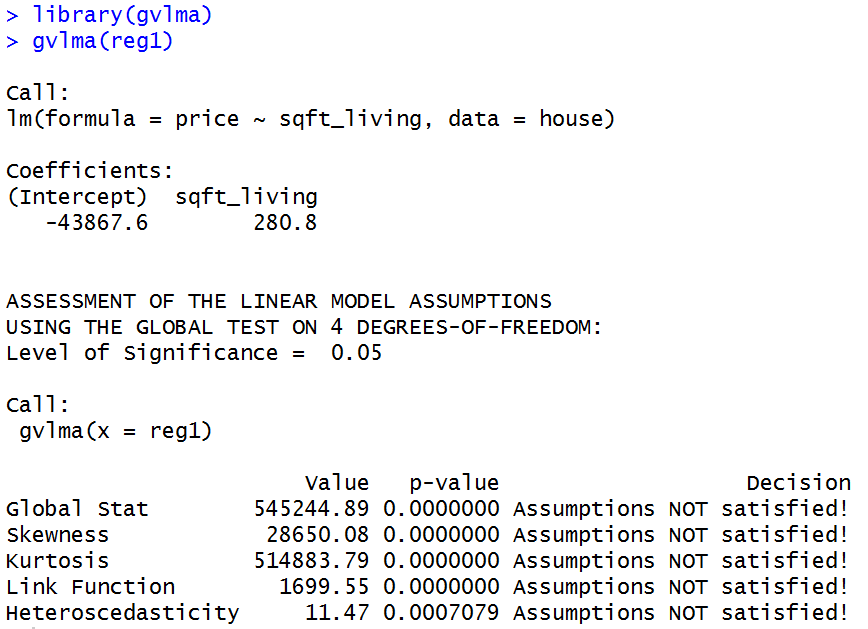 > library(gvlma)
> gvlma(reg1)
Call:
lm(formula = price ~ sqft_living, data = house)
Coefficients:
(Intercept)  sqft_living
   -43867.6        280.8
ASSESSMENT OF THE LINEAR MODEL ASSUMPTIONS
USING THE GLOBAL TEST ON 4 DEGREES-OF-FREEDOM:
Level of Significance =  0.05
Call:
 gvlma(x = reg1)
                       Value   p-value                   Decision
Global Stat        545244.89 0.0000000 Assumptions NOT satisfied!
Skewness            28650.08 0.0000000 Assumptions NOT satisfied!
Kurtosis           514883.79 0.0000000 Assumptions NOT satisfied!
Link Function        1699.55 0.0000000 Assumptions NOT satisfied!
Heteroscedasticity     11.47 0.0007079 Assumptions NOT satisfied!